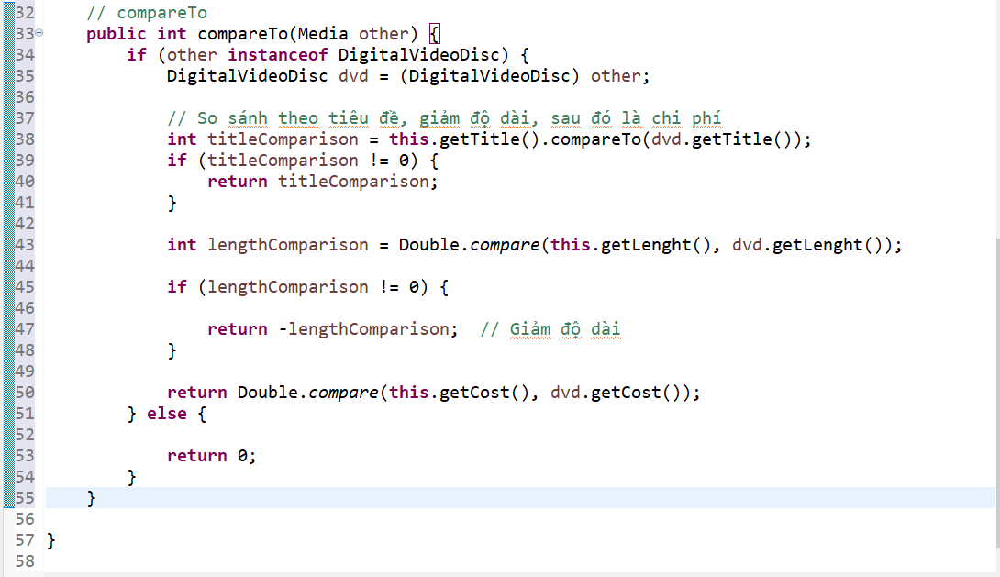 32 // compareTo
33 public int compareTo(Media other) {
34 if (other instanceof DigitalVideoDisc) {
35 DigitalVideoDisc dvd = (DigitalVideoDisc) other;
36
37 // So sánh theo tiêu đề, giảm độ dài, sau đó là chi phí
38 int titleComparison = this.getTitle().compareTo(dvd.getTitle());
39 if (titleComparison != 0) {
40 return titleComparison;
41 }
42
43 int lengthComparison = Double.compare(this.getLenght(), dvd.getLenght());
44
45 if (lengthComparison != 0) {
46
47 return -lengthComparison; // Giảm độ dài
48 }
49
50 return Double.compare(this.getCost(), dvd.getCost());
51 } else {
52
53 return 0;
54 }
55 }
56
57 }
58